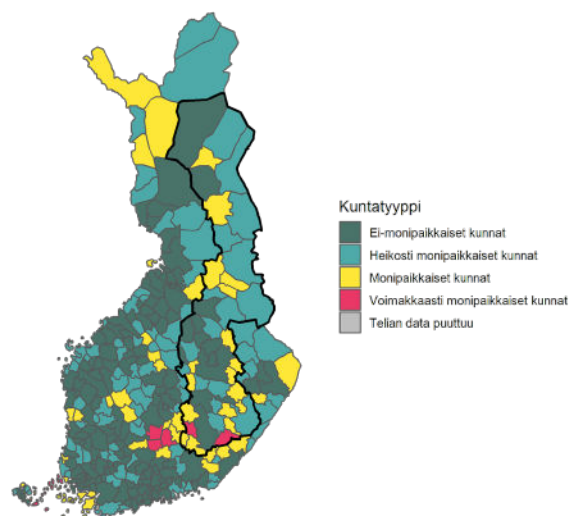 Kuntatyyppi
Ei-monipaikkaiset kunnat
Heikosti monipaikkaiset kunnat
Monipaikkaiset kunnat
Voimakkaasti monipaikkaiset kunnat
Telian data puuttuu